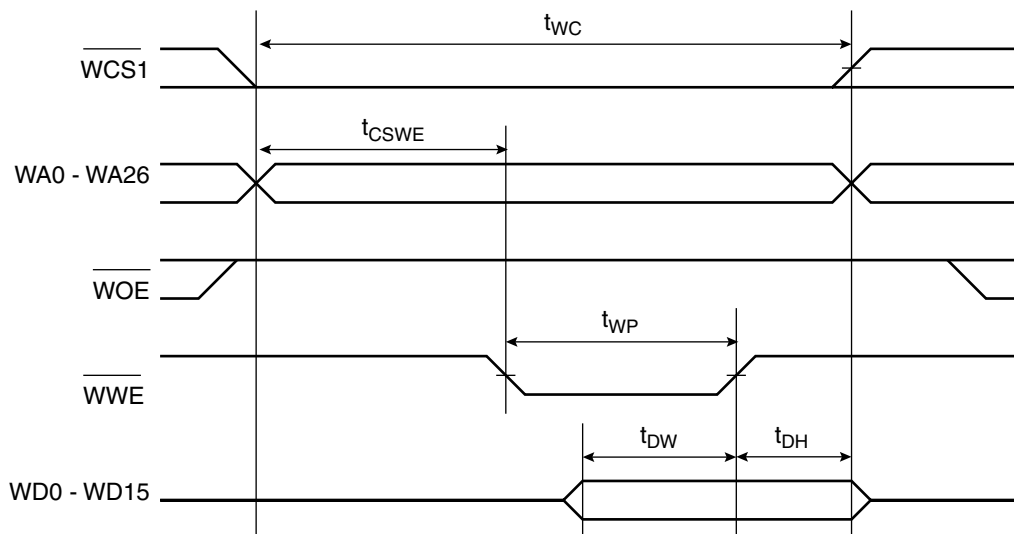 tWC
WCS1
tCSWE
WA0 - WA26
WOE
tWP
WWE
tDW
tDH
WD0 - WD15